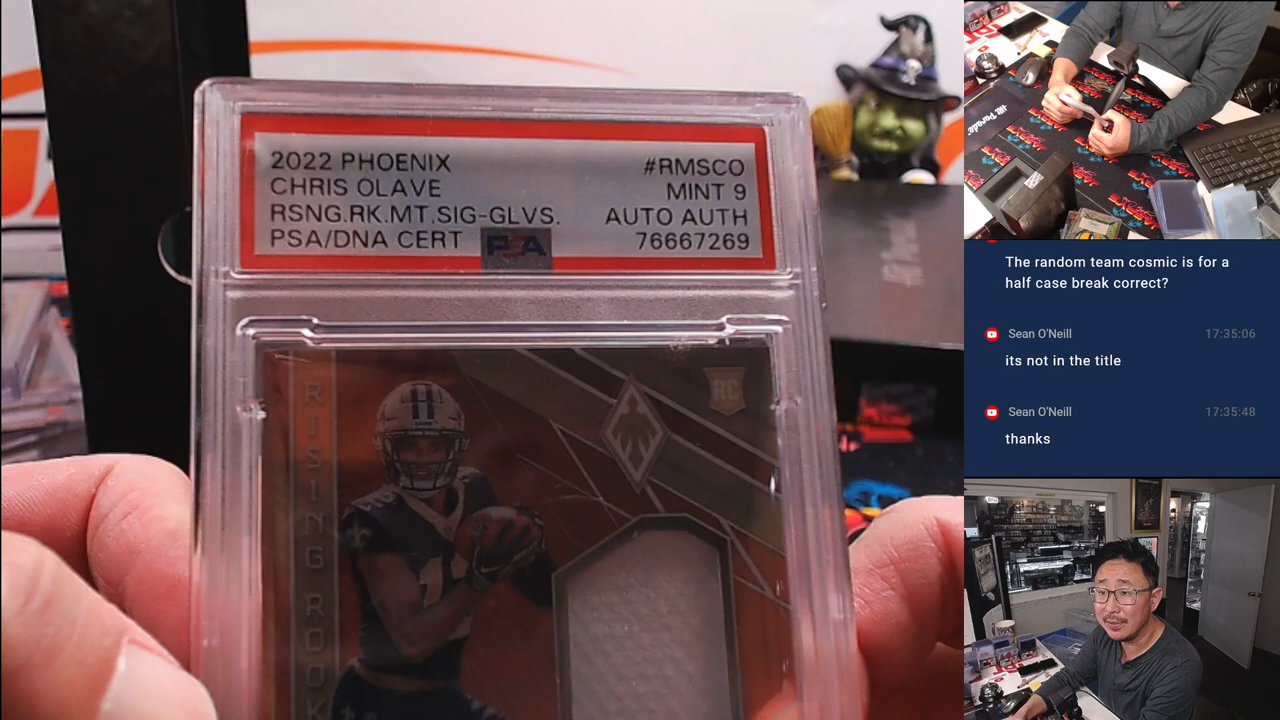 2022 PHOENIX #RMSCO
CHRIS OLAVE MINT 9
RSNG.RK.MT.SIG-GLVS. AUTO AUTH
PSA/DNA CERT PSA 76667269
RC
RISING ROOK
The random team cosmic is for a
half case break correct?
Sean O'Neill 17:35:06
its not in the title
Sean O'Neill 17:35:48
thanks